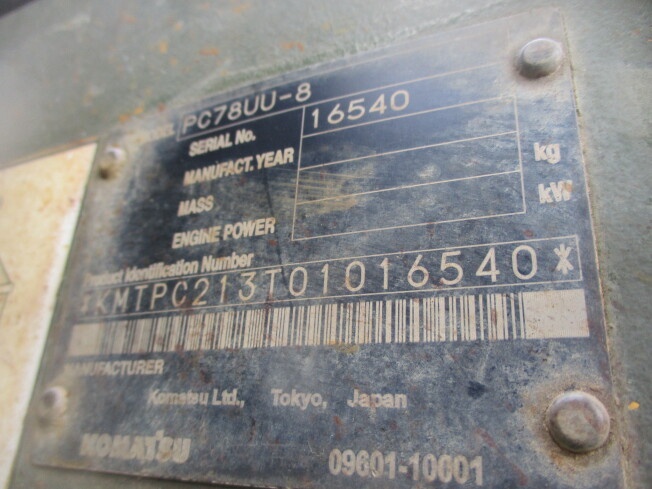 MODEL PC78UU-8
SERIAL No. 16540
MANUFACT. YEAR
MASS kg
ENGINE POWER kW
Product Identification Number
*KMTPC213T01016540*
MANUFACTURER
Komatsu Ltd., Tokyo, Japan
KOMATSU 09601-10001